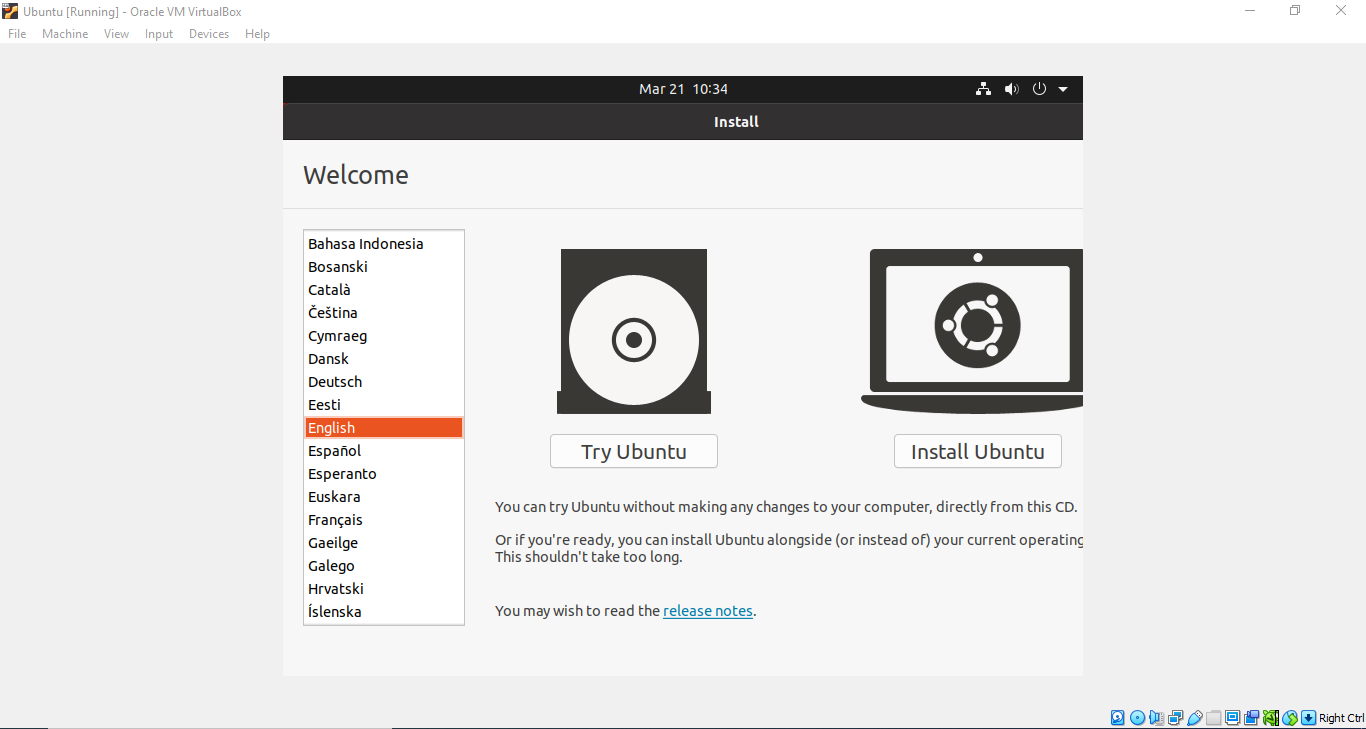 Ubuntu [Running] - Oracle VM VirtualBox
File Machine View Input Devices Help
Mar 21 10:34
Install
Welcome
Bahasa Indonesia
Bosanski
Català
Čeština
Cymraeg
Dansk
Deutsch
Eesti
English
Español
Esperanto
Euskara
Français
Gaeilge
Galego
Hrvatski
Íslenska
Try Ubuntu
Install Ubuntu
You can try Ubuntu without making any changes to your computer, directly from this CD.
Or if you're ready, you can install Ubuntu alongside (or instead of) your current operating
This shouldn't take too long.
You may wish to read the release notes.
Right Ctrl